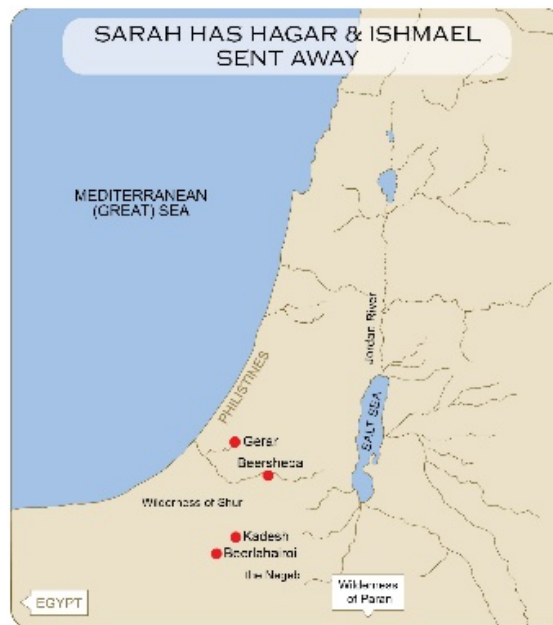 SARAH HAS HAGAR & ISHMAEL
SENT AWAY
MEDITERRANEAN
(GREAT) SEA
Jordan River
PHILISTINES
SALT SEA
Gerar
Beersheba
Wilderness of Shur
Kadesh
Beerlahairoi
the Nageb
Wilderness
of Paran
EGYPT